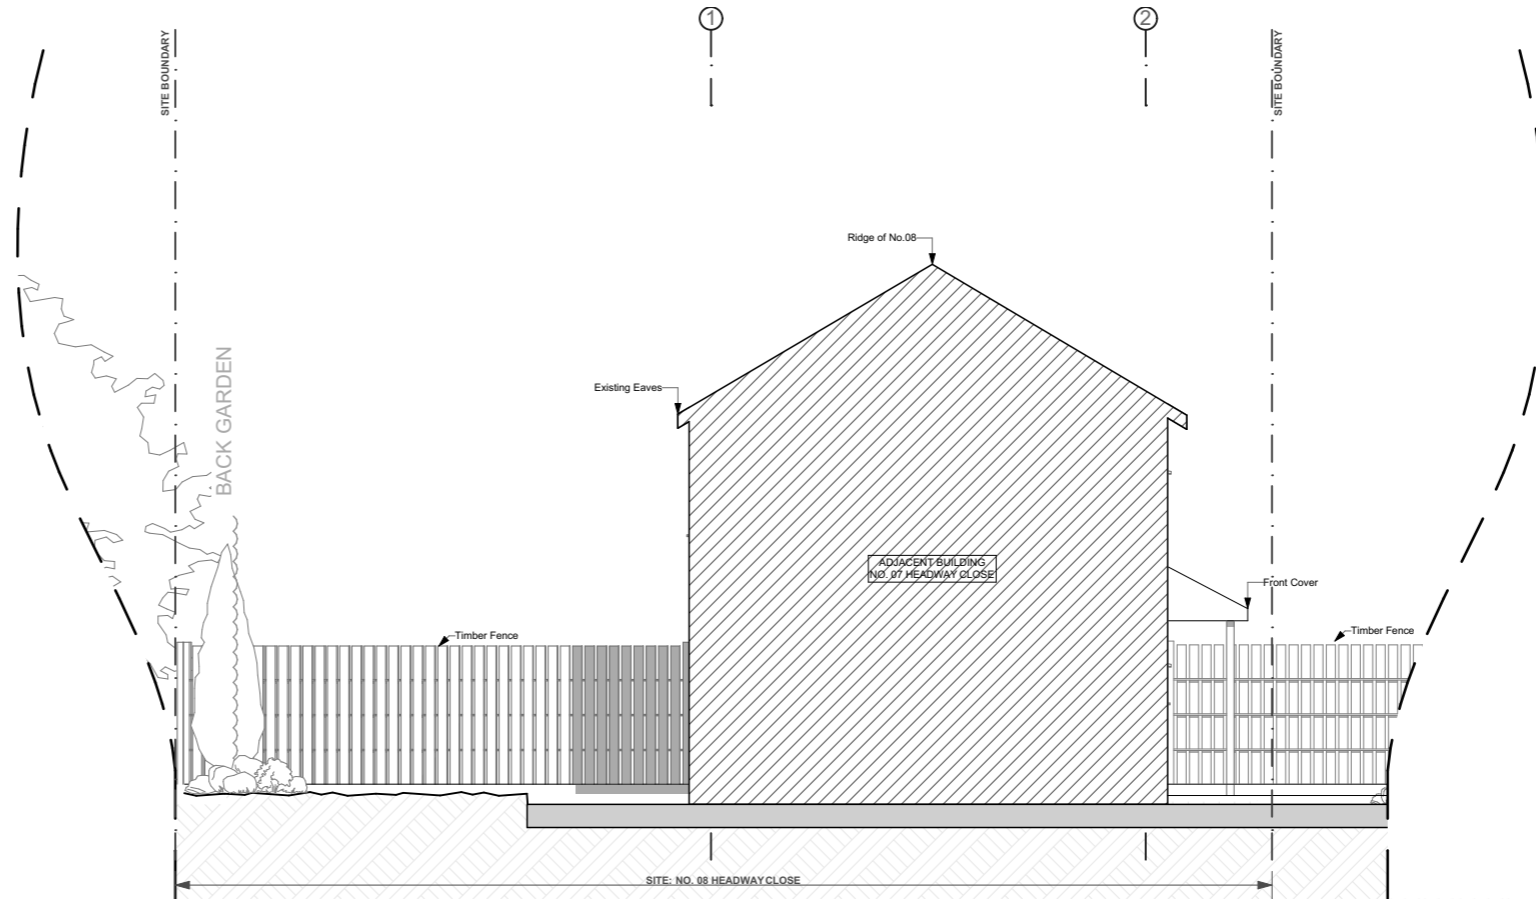 1
2
SITE BOUNDARY
SITE BOUNDARY
Ridge of No.08
BACK GARDEN
Existing Eaves
ADJACENT BUILDING
NO. 07 HEADWAY CLOSE
Front Cover
Timber Fence
Timber Fence
SITE: NO. 08 HEADWAY CLOSE